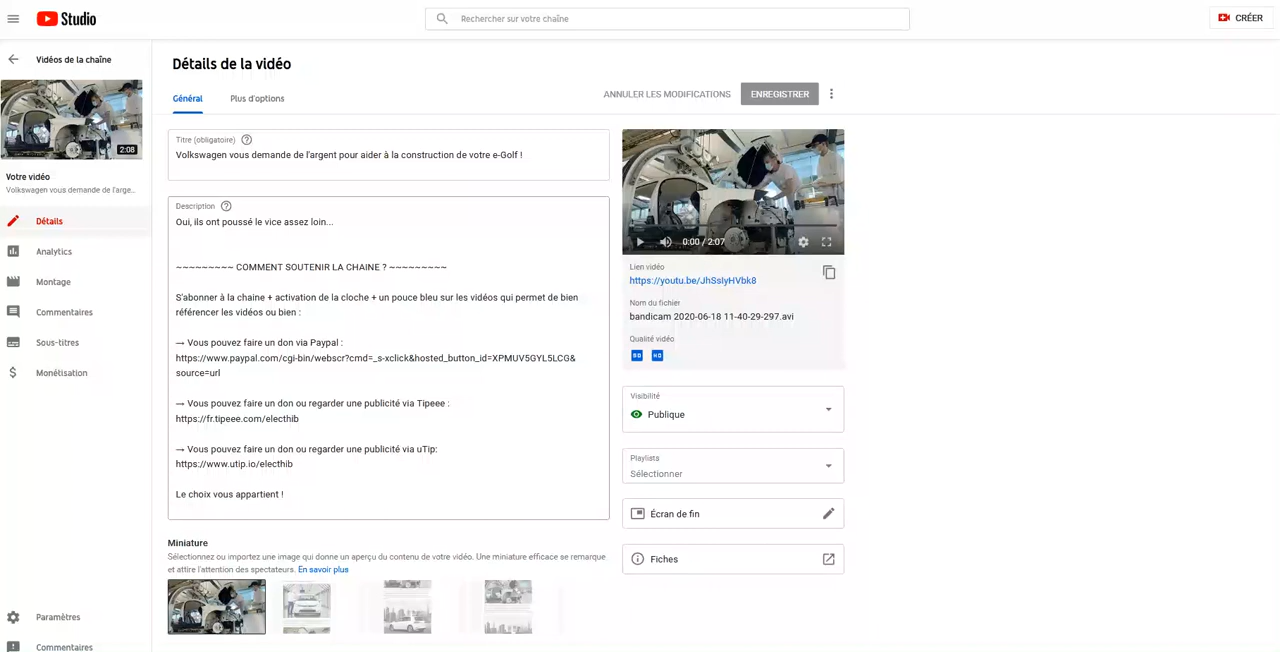 Studio
Rechercher sur votre chaîne
CRÉER
Vidéos de la chaîne
2:08
Votre vidéo
Volkswagen vous demande de l'arge...
Détails
Analytics
Montage
Commentaires
Sous-titres
Monétisation
Paramètres
Commentaires
Détails de la vidéo
Général
Plus d'options
ANNULER LES MODIFICATIONS
ENREGISTRER
Titre (obligatoire)
Volkswagen vous demande de l'argent pour aider à la construction de votre e-Golf !
Description
Oui, ils ont poussé le vice assez loin...
~~~~~~~~~ COMMENT SOUTENIR LA CHAINE ? ~~~~~~~~~
S'abonner à la chaine + activation de la cloche + un pouce bleu sur les vidéos qui permet de bien
référencer les vidéos ou bien :
→ Vous pouvez faire un don via Paypal :
https://www.paypal.com/cgi-bin/webscr?cmd=_s-xclick&hosted_button_id=XPMUV5GYL5LCG&
source=url
→ Vous pouvez faire un don ou regarder une publicité via Tipeee :
https://fr.tipeee.com/electhib
→ Vous pouvez faire un don ou regarder une publicité via uTip:
https://www.utip.io/electhib
Le choix vous appartient !
Miniature
Sélectionnez ou importez une image qui donne un aperçu du contenu de votre vidéo. Une miniature efficace se remarque
et attire l'attention des spectateurs. En savoir plus
0:00 / 2:07
Lien vidéo
https://youtu.be/JhSsIyHVbk8
Nom du fichier
bandicam 2020-06-18 11-40-29-297.avi
Qualité vidéo
SD HD
Visibilité
Publique
Playlists
Sélectionner
Écran de fin
Fiches